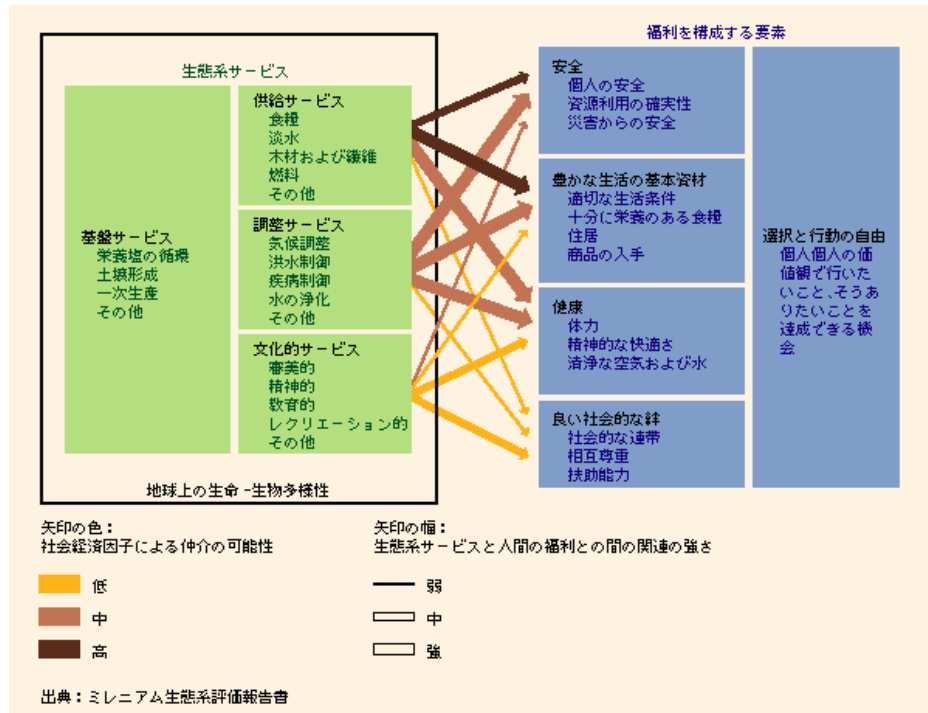 生態系サービス
基盤サービス
栄養塩の循環
土壌形成
一次生産
その他
供給サービス
食糧
淡水
木材および繊維
燃料
その他
調整サービス
気候調整
洪水制御
疾病制御
水の浄化
その他
文化的サービス
審美的
精神的
教育的
レクリエーション的
その他
地球上の生命 -生物多様性
福利を構成する要素
安全
個人の安全
資源利用の確実性
災害からの安全
豊かな生活の基本資材
適切な生活条件
十分に栄養のある食糧
住居
商品の入手
健康
体力
精神的な快適さ
清浄な空気および水
良い社会的な絆
社会的な連帯
相互尊重
扶助能力
選択と行動の自由
個人個人の価
値観で行いた
いこと、そうあ
りたいことを
達成できる機
会
矢印の色：
社会経済因子による仲介の可能性
低
中
高
矢印の幅：
生態系サービスと人間の福利との間の関連の強さ
弱
中
強
出典：ミレニアム生態系評価報告書